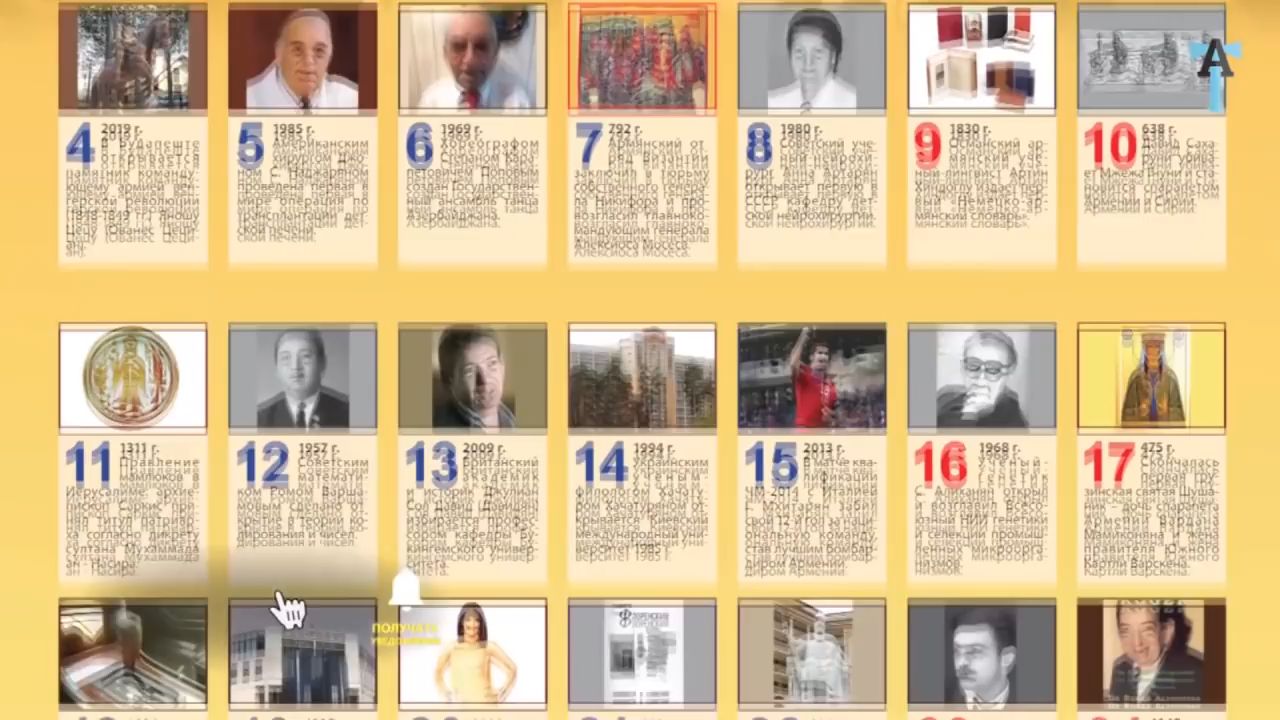 4 2019 г.
В Будапеште
открывается
памятник команду-
ющему армией вен-
герской революции
(1848-1849 гг.) Яношу
Цецу (Ованес Цеци-
ан).
5 1985 г.
Американским
хирургом Джо-
ном С. Наджаряном
проведена первая в
мире операция по
трансплантации дет-
ской печени.
6 1969 г.
Хореографом
Степаном Кара-
петовичем Поповым
создан Государствен-
ный ансамбль танца
Азербайджана.
7 792 г.
Армянский от-
ряд Византии
заключил в тюрьму
собственного генера-
ла Никифора и про-
возгласил главноко-
мандующим генерала
Алексиоса Мосеса.
8 1980 г.
Советский уче-
ный-нейрохи-
рург Анна Артарян
открывает первую в
СССР кафедру дет-
ской нейрохирургии.
9 1830 г.
Османский ар-
мянский уче-
ный-лингвист Артин
Хиндоглу издает пер-
вый «Немецко-ар-
мянский словарь».
10 638 г.
Давид Саха-
руни убива-
ет Мжежа Гнуни и ста-
новится спарапетом
Армении и Сирии.
А
11 1311 г.
Правление
мамлюков в
Иерусалиме: архие-
пископ Саркис при-
нял титул патриар-
ха согласно дикрету
султана Мухаммада
ан - Насира.
12 1957 г.
Советским
математи-
ком Ромом Варша-
мовым сделано от-
крытие в теории ко-
дирования и чисел.
13 2009 г.
Британский
академик
и историк Джулиан
Сол Давид (Давидян)
избирается профес-
сором кафедры Бу-
кингемского универ-
ситета.
14 1994 г.
Украинским
ученым -
филологом Хачату-
ром Хачатуряном от-
крывается Киевский
международный уни-
верситет
15 2013 г.
В матче ква-
лификации
ЧМ-2014 с Италией
Г. Мхитарян забил
свой 12 гол за наци-
ональную команду,
став лучшим бомбар-
диром Армении.
16 1968 г.
Ученый -
генетик
С. Алиханян открыл
и возглавил Всесо-
юзный НИИ генетики
и селекции промыш-
ленных микроорга-
низмов.
17 475 г.
Скончалась
первая гру-
зинская святая Шуша-
ник - дочь спарапета
Армении Вардана
Мамиконяна и жена
правителя Южного
Картли Варскена.
ПОЛУЧАТЬ
УВЕДОМЛЕНИЯ